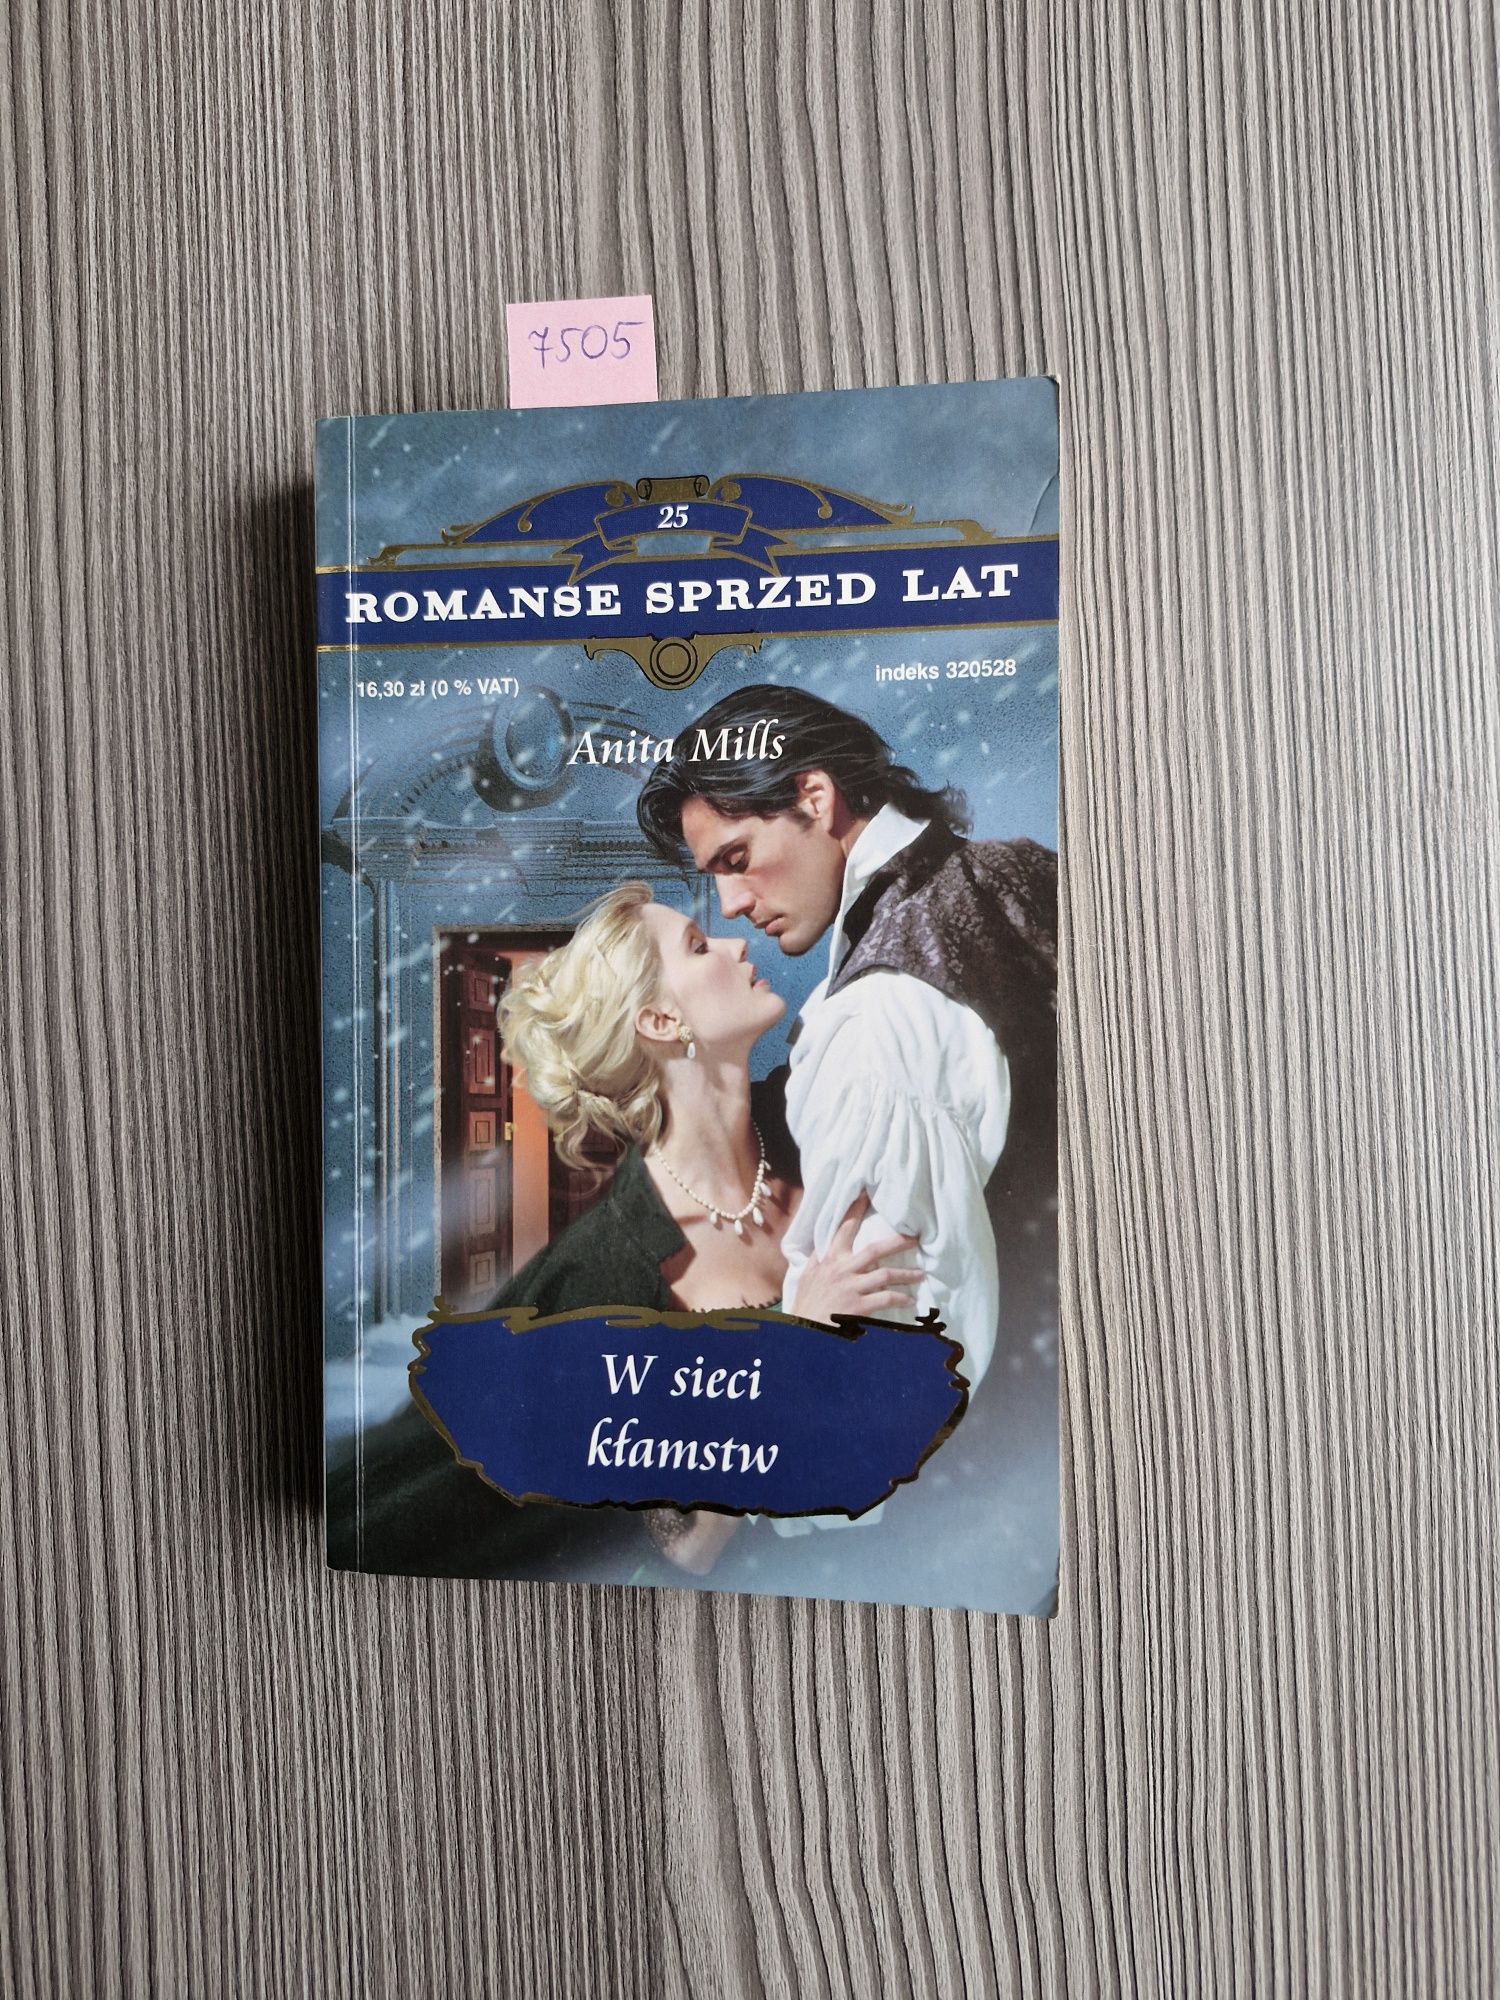 7505
25
ROMANSE SPRZED LAT
16,30 zł (0 % VAT)
indeks 320528
Anita Mills
W sieci
kłamstw